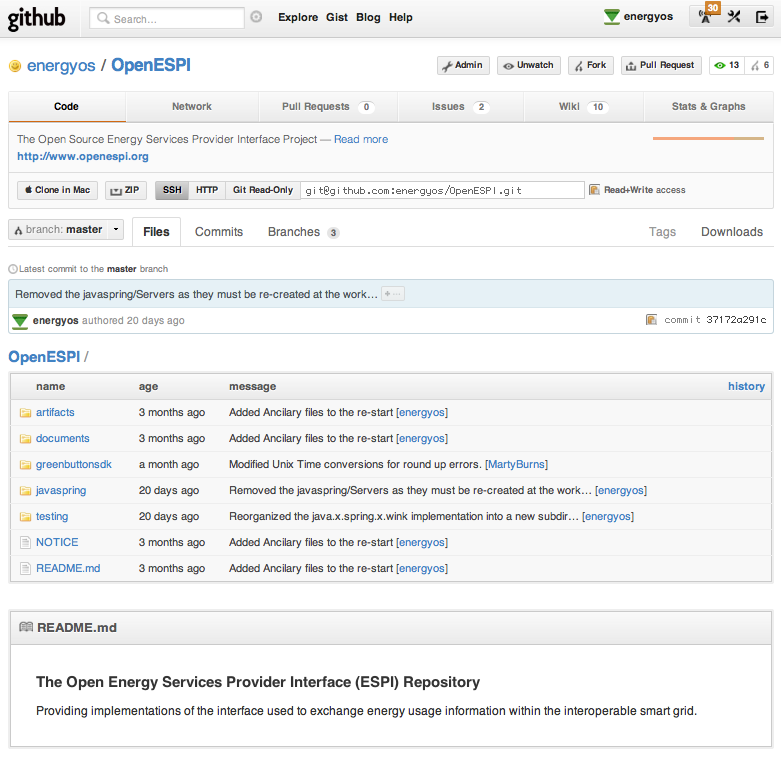 github Search... Explore Gist Blog Help energyos 30
energyos / OpenESPI Admin Unwatch Fork Pull Request 13 6
Code Network Pull Requests 0 Issues 2 Wiki 10 Stats & Graphs
The Open Source Energy Services Provider Interface Project — Read more
http://www.openespi.org
Clone in Mac ZIP SSH HTTP Git Read-Only git@github.com:energyos/OpenESPI.git Read+Write access
branch: master Files Commits Branches 3 Tags Downloads
Latest commit to the master branch
Removed the javaspring/Servers as they must be re-created at the work…
energyos authored 20 days ago commit 37172a291c
OpenESPI /
name age message history
artifacts 3 months ago Added Ancilary files to the re-start [energyos]
documents 3 months ago Added Ancilary files to the re-start [energyos]
greenbuttonsdk a month ago Modified Unix Time conversions for round up errors. [MartyBurns]
javaspring 20 days ago Removed the javaspring/Servers as they must be re-created at the work… [energyos]
testing 20 days ago Reorganized the java.x.spring.x.wink implementation into a new subdir… [energyos]
NOTICE 3 months ago Added Ancilary files to the re-start [energyos]
README.md 3 months ago Added Ancilary files to the re-start [energyos]
README.md
The Open Energy Services Provider Interface (ESPI) Repository
Providing implementations of the interface used to exchange energy usage information within the interoperable smart grid.